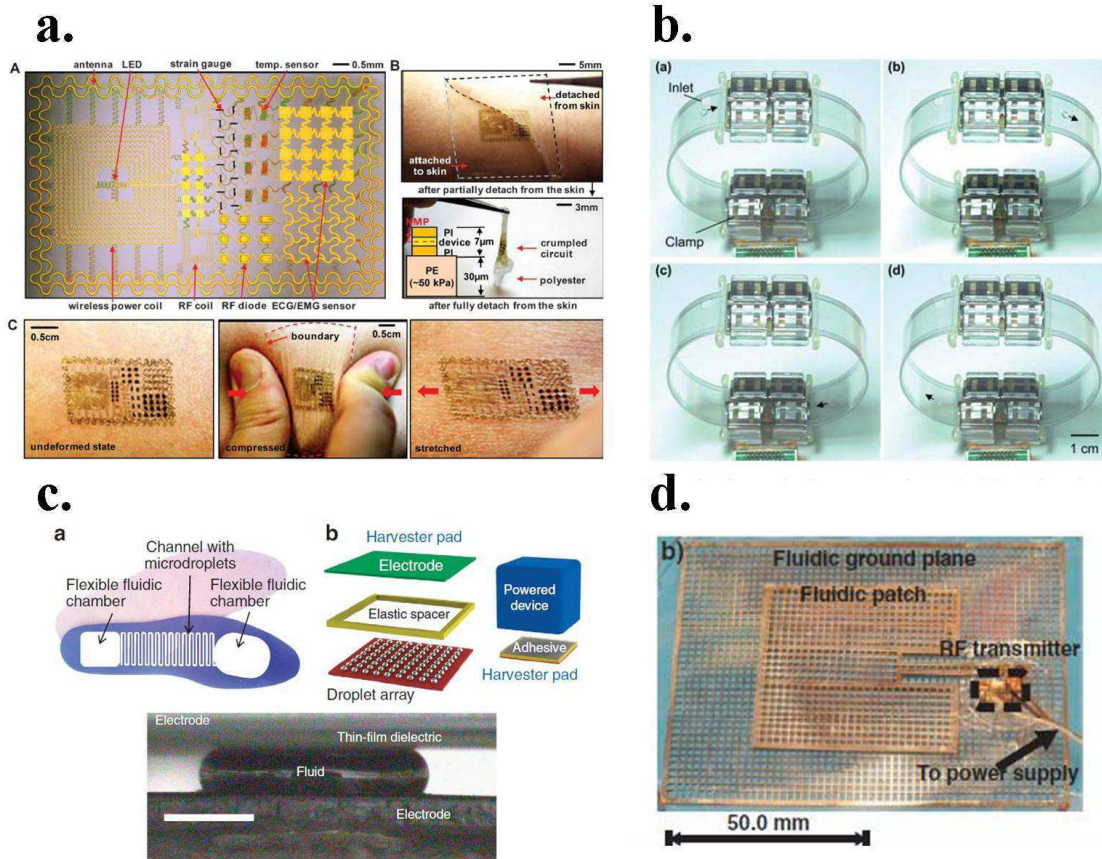 a.
A
antenna LED strain gauge temp. sensor 0.5mm
wireless power coil RF coil RF diode ECG/EMG sensor
B
5mm
detached
from skin
attached
to skin
after partially detach from the skin
3mm
PI
device
PI
7μm
PE
(~50 kPa)
30μm
crumpled
circuit
polyester
after fully detach from the skin
C
0.5cm
undeformed state
boundary
0.5cm
compressed
stretched
b.
(a)
Inlet
Clamp
(b)
(c)
(d)
1 cm
c.
a
Channel with
microdroplets
Flexible fluidic
chamber
Flexible fluidic
chamber
b
Harvester pad
Electrode
Elastic spacer
Droplet array
Powered
device
Adhesive
Harvester pad
Electrode
Thin-film dielectric
Fluid
Electrode
d.
b)
Fluidic ground plane
Fluidic patch
RF transmitter
To power supply
50.0 mm